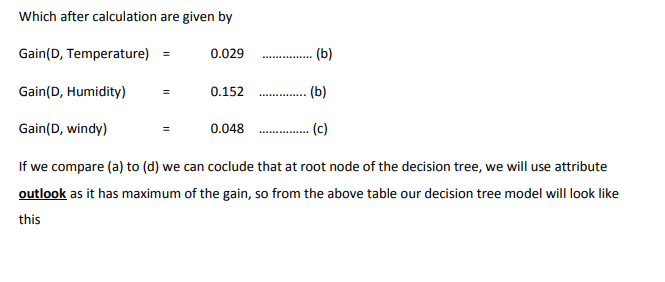 Which after calculation are given by
Gain(D, Temperature) = 0.029 ............... (b)
Gain(D, Humidity) = 0.152 .............. (b)
Gain(D, windy) = 0.048 ............... (c)
If we compare (a) to (d) we can coclude that at root node of the decision tree, we will use attribute
outlook as it has maximum of the gain, so from the above table our decision tree model will look like
this